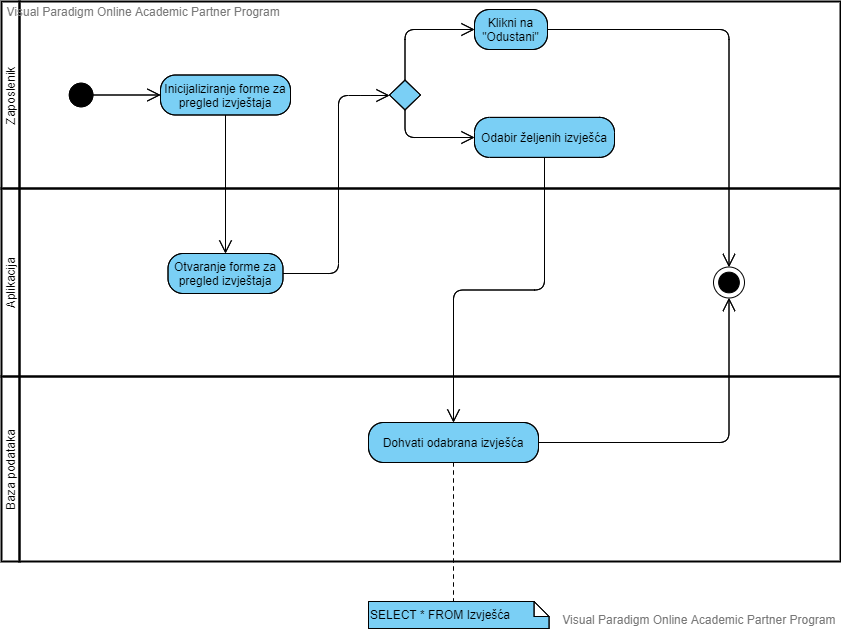 Visual Paradigm Online Academic Partner Program
Zaposlenik
Inicijaliziranje forme za
pregled izvještaja
Klikni na
"Odustani"
Odabir željenih izvješća
Aplikacija
Otvaranje forme za
pregled izvještaja
Baza podataka
Dohvati odabrana izvješća
SELECT * FROM Izvješća
Visual Paradigm Online Academic Partner Program